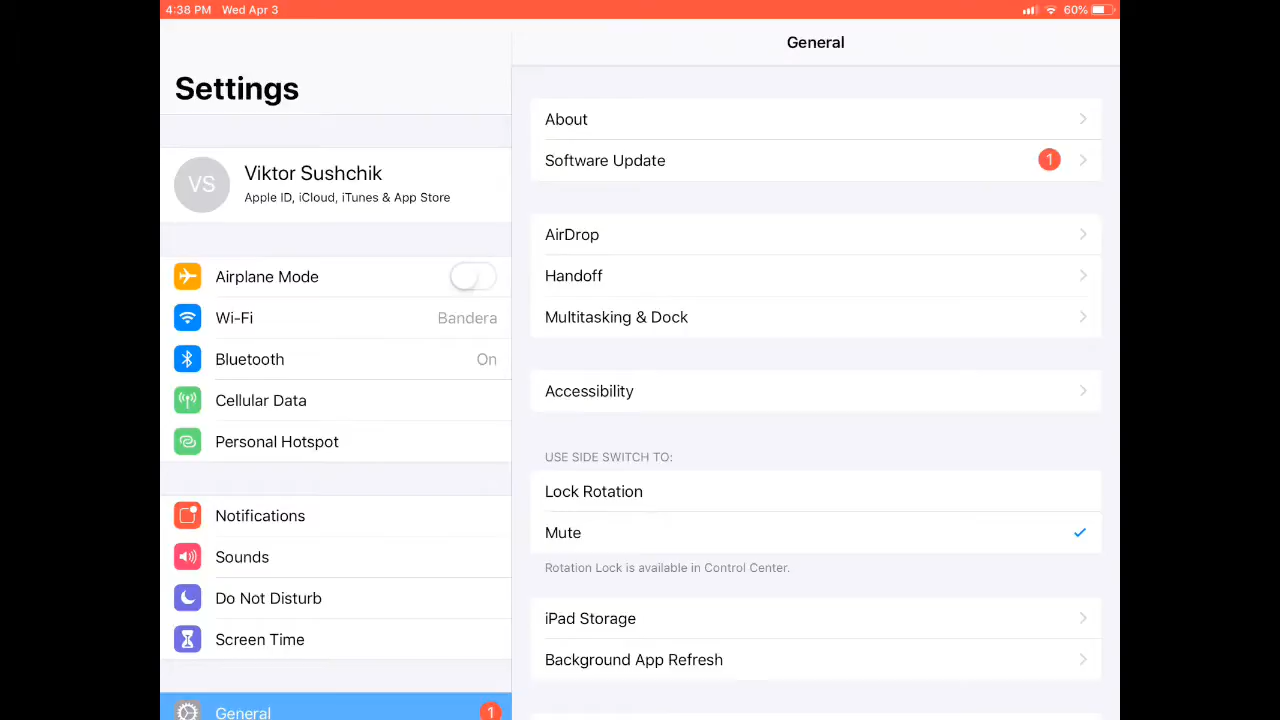 4:38 PM Wed Apr 3 60%
Settings
VS
Viktor Sushchik
Apple ID, iCloud, iTunes & App Store
Airplane Mode
Wi-Fi Bandera
Bluetooth On
Cellular Data
Personal Hotspot
Notifications
Sounds
Do Not Disturb
Screen Time
General 1
General
About
Software Update 1
AirDrop
Handoff
Multitasking & Dock
Accessibility
USE SIDE SWITCH TO:
Lock Rotation
Mute
Rotation Lock is available in Control Center.
iPad Storage
Background App Refresh